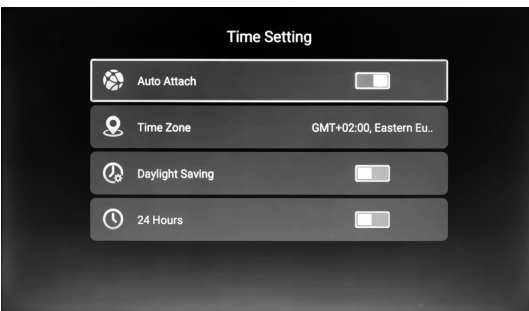 Time Setting
Auto Attach
Time Zone GMT+02:00, Eastern Eu..
Daylight Saving
24 Hours